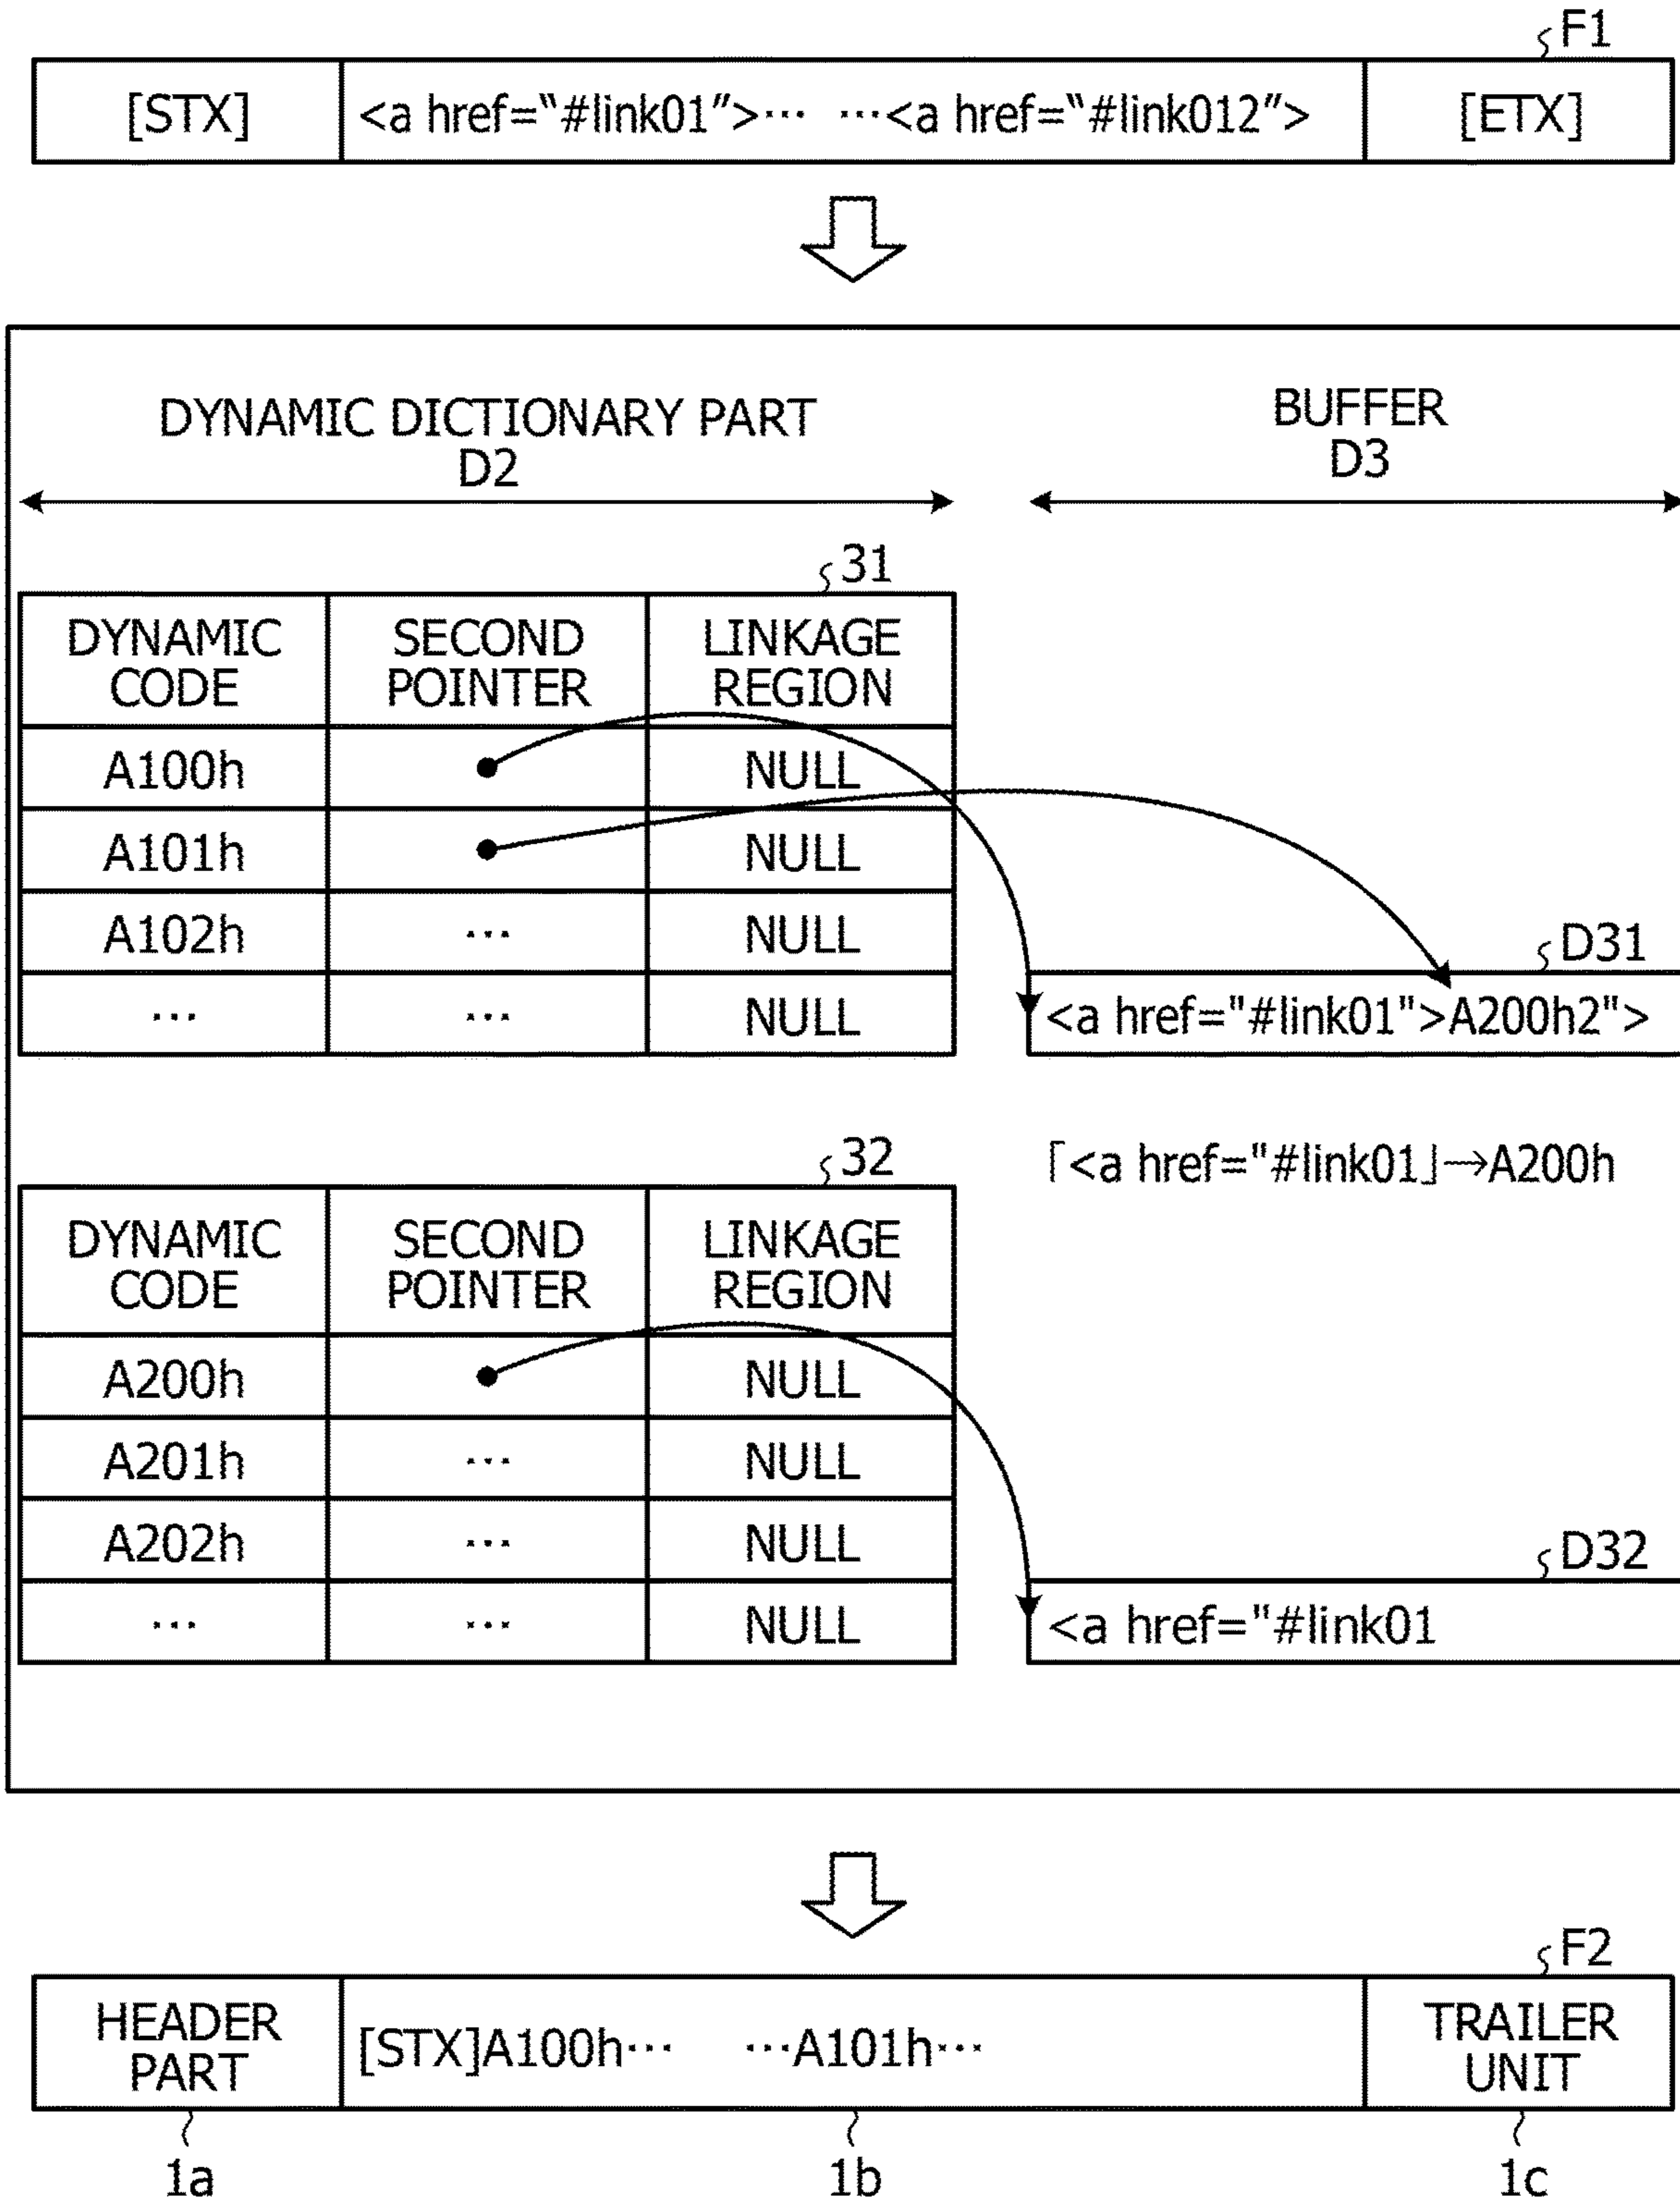 F1
[STX] <a href=“#link01”>··· ···<a href=“#link012”> [ETX]
DYNAMIC DICTIONARY PART
D2
BUFFER
D3
31
DYNAMIC CODE SECOND POINTER LINKAGE REGION
A100h NULL
A101h NULL
A102h ··· NULL
··· ··· NULL
D31
<a href="#link01">A200h2">
「<a href="#link01」→A200h
32
DYNAMIC CODE SECOND POINTER LINKAGE REGION
A200h NULL
A201h ··· NULL
A202h ··· NULL
··· ··· NULL
D32
<a href="#link01
F2
HEADER PART [STX]A100h··· ···A101h··· TRAILER UNIT
1a 1b 1c